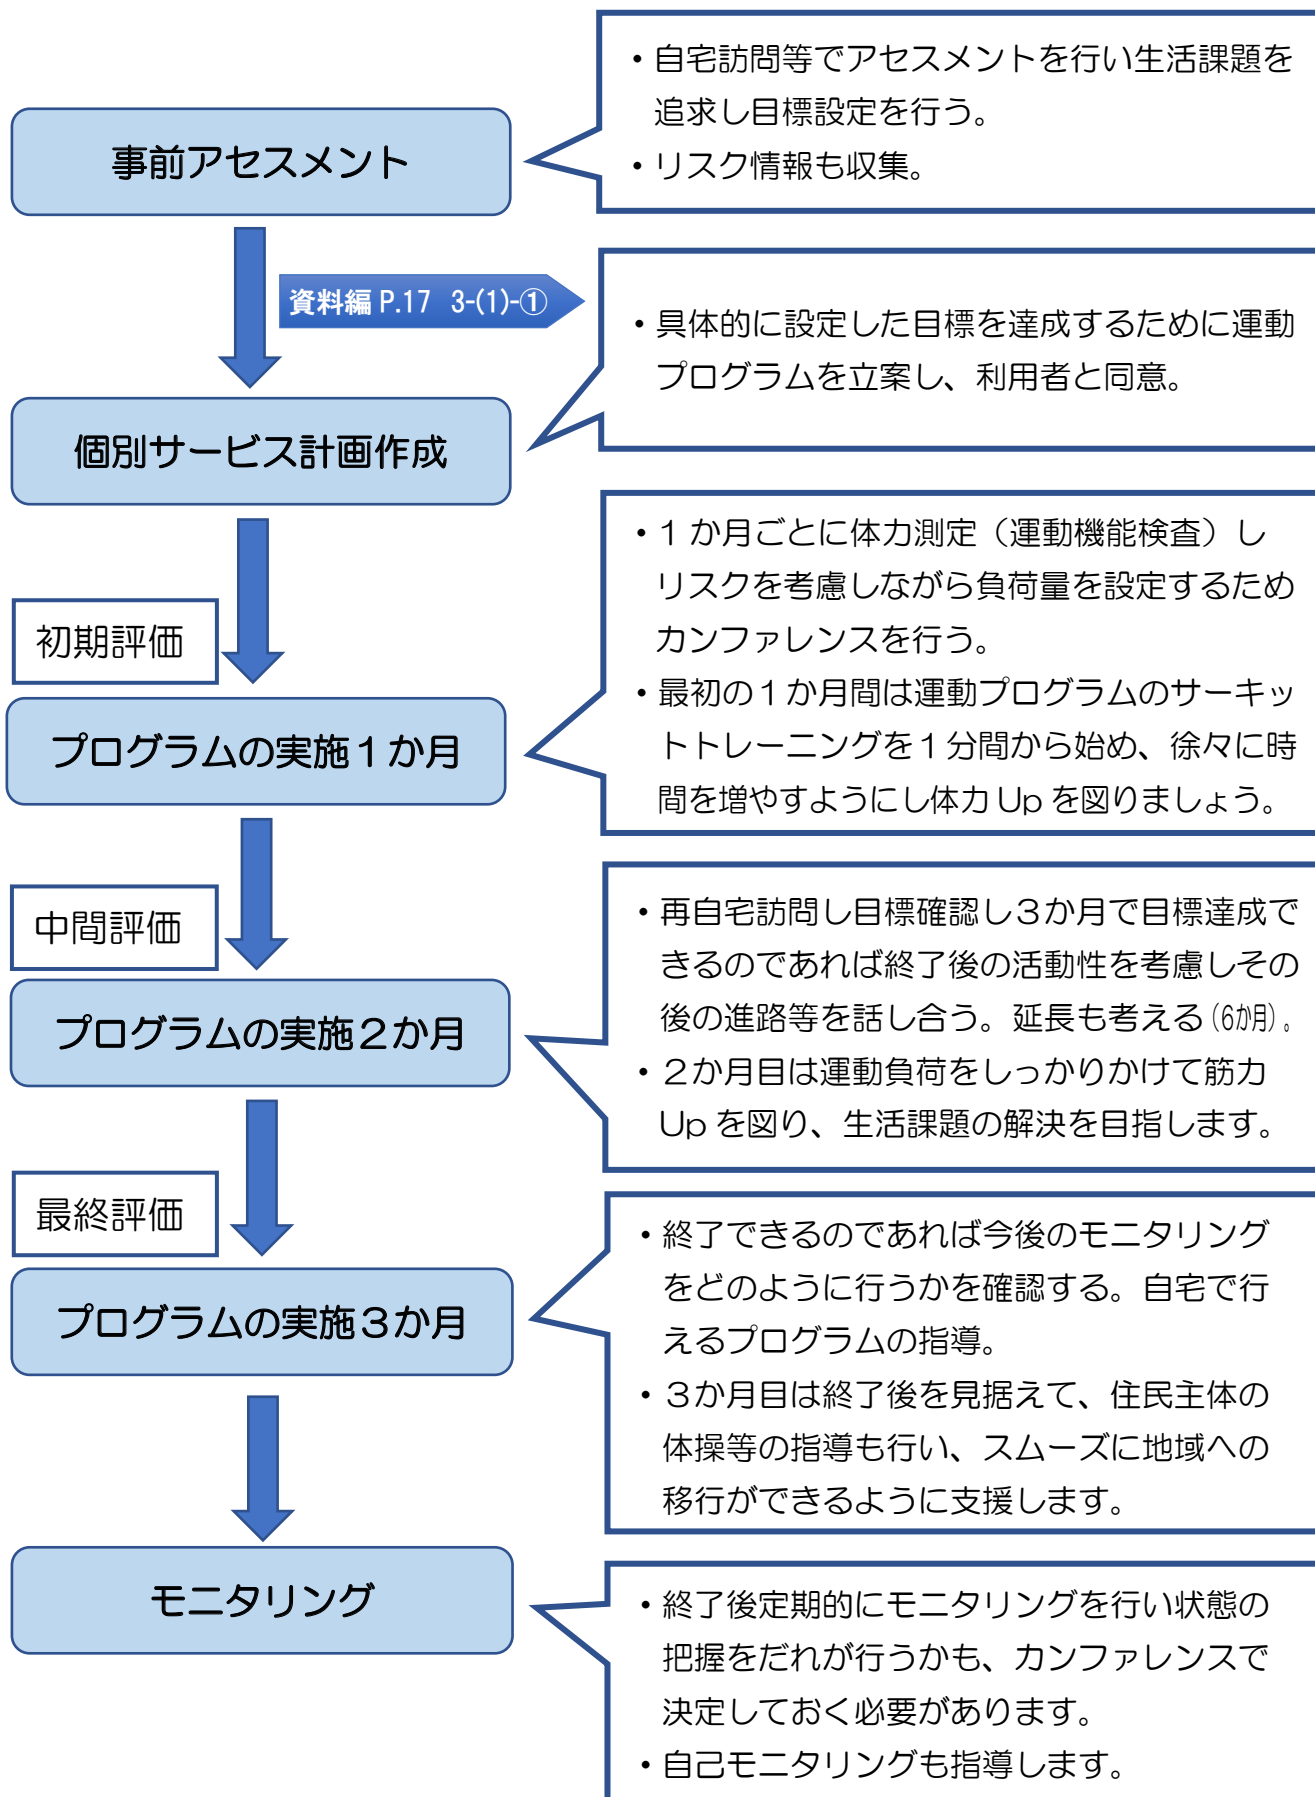 事前アセスメント
・自宅訪問等でアセスメントを行い生活課題を
追求し目標設定を行う。
・リスク情報も収集。
資料編 P.17 3-(1)-①
個別サービス計画作成
・具体的に設定した目標を達成するために運動
プログラムを立案し、利用者と同意。
初期評価
プログラムの実施１か月
・１か月ごとに体力測定（運動機能検査）し
リスクを考慮しながら負荷量を設定するため
カンファレンスを行う。
・最初の１か月間は運動プログラムのサーキッ
トトレーニングを１分間から始め、徐々に時
間を増やすようにし体力 Up を図りましょう。
中間評価
プログラムの実施２か月
・再自宅訪問し目標確認し３か月で目標達成で
きるのであれば終了後の活動性を考慮しその
後の進路等を話し合う。延長も考える(6か月)。
・２か月目は運動負荷をしっかりかけて筋力
Up を図り、生活課題の解決を目指します。
最終評価
プログラムの実施３か月
・終了できるのであれば今後のモニタリング
をどのように行うかを確認する。自宅で行
えるプログラムの指導。
・３か月目は終了後を見据えて、住民主体の
体操等の指導も行い、スムーズに地域への
移行ができるように支援します。
モニタリング
・終了後定期的にモニタリングを行い状態の
把握をだれが行うかも、カンファレンスで
決定しておく必要があります。
・自己モニタリングも指導します。